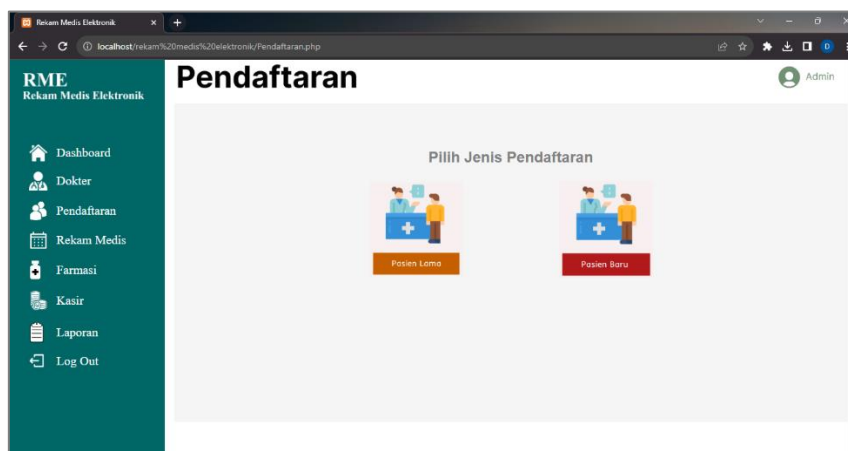 Rekam Medis Elektronik
localhost/rekam%20medis%20elektronik/Pendaftaran.php
D
RME
Rekam Medis Elektronik
Pendaftaran
Admin
Dashboard
Dokter
Pendaftaran
Rekam Medis
Farmasi
Kasir
Laporan
Log Out
Pilih Jenis Pendaftaran
Pasien Lama
Pasien Baru